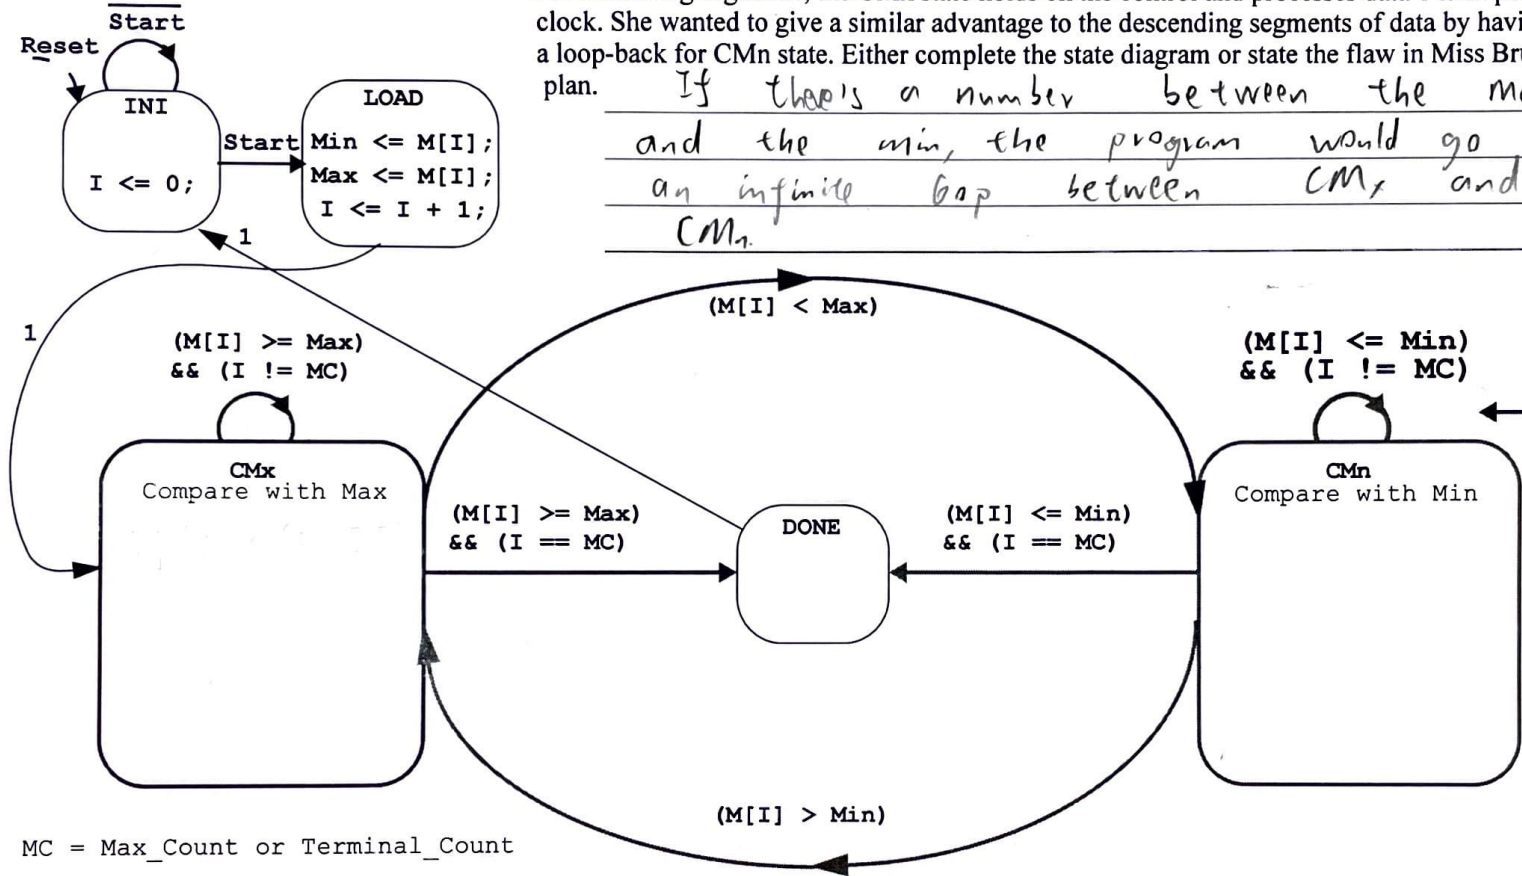 clock. She wanted to give a similar advantage to the descending segments of data by
a loop-back for CMn state. Either complete the state diagram or state the flaw in Miss
plan.
If there's a number between the
and the min, the program would go
an infinite loop between CMx and
CMn.
Start
Reset
INI
I <= 0;
Start
LOAD
Min <= M[I];
Max <= M[I];
I <= I + 1;
1
1
(M[I] < Max)
(M[I] >= Max)
&& (I != MC)
(M[I] <= Min)
&& (I != MC)
CMx
Compare with Max
(M[I] >= Max)
&& (I == MC)
DONE
(M[I] <= Min)
&& (I == MC)
CMn
Compare with Min
(M[I] > Min)
MC = Max_Count or Terminal_Count